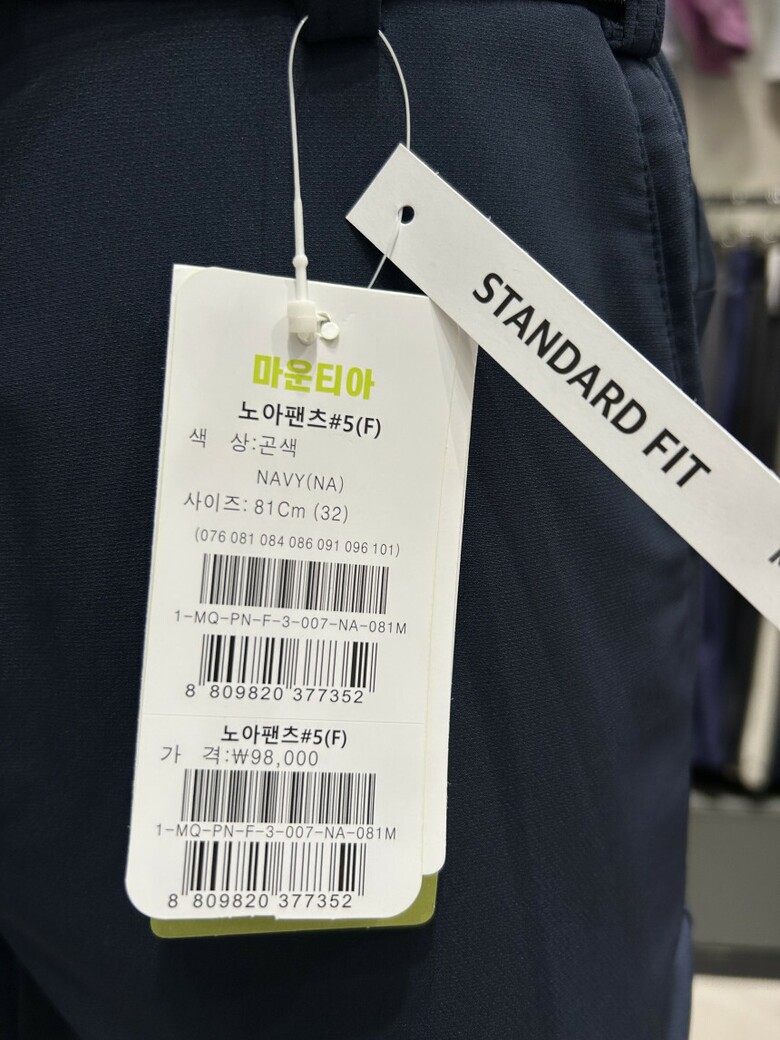 마운티아
노아팬츠#5(F)
색 상:곤색
NAVY(NA)
사이즈: 81Cm (32)
(076 081 084 086 091 096 101)
1-MQ-PN-F-3-007-NA-081M
8 809820 377352
노아팬츠#5(F)
가 격:₩98,000
1-MQ-PN-F-3-007-NA-081M
8 809820 377352
STANDARD FIT